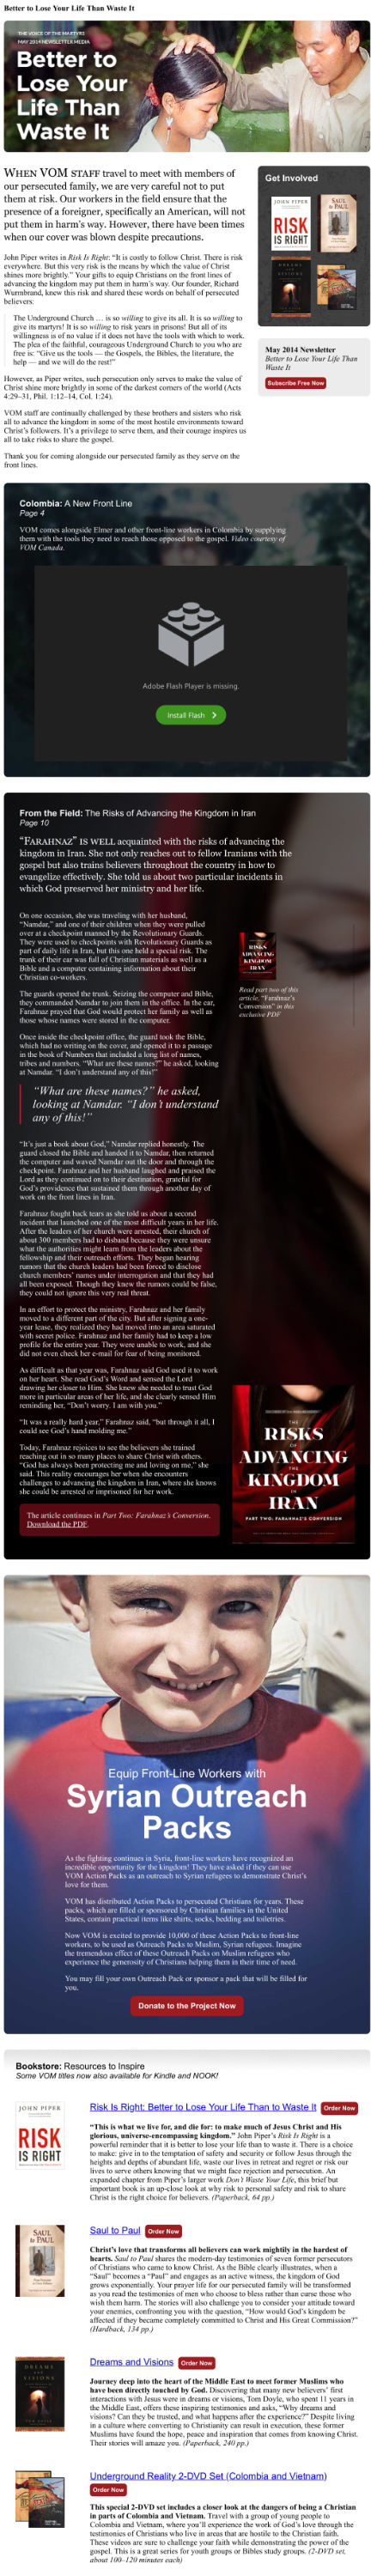 Better to Lose Your Life Than Waste It
THE VOICE OF THE MARTYRS
MAY 2014 NEWSLETTER MEDIA
Better to
Lose Your
Life Than
Waste It
WHEN VOM STAFF travel to meet with members of
our persecuted family, we are very careful not to put
them at risk. Our workers in the field ensure that the
presence of a foreigner, specifically an American, will not
put them in harm's way. However, there have been times
when our cover was blown despite precautions.
John Piper writes in Risk Is Right: "It is costly to follow Christ. There is risk
everywhere. But this risk is the means by which the value of Christ
shines more brightly." Your gifts to equip Christians on the front lines of
advancing the kingdom may put them in harm's way. Our founder, Richard
Wurmbrand, knew this risk and wrote these words on behalf of persecuted
believers:
The Underground Church … is so willing to give its all. It is so willing to
give its martyrs! It is so willing to risk years in prisons! But all of its
willingness is of no value if it does not have the tools with which to work.
The plea of the faithful, courageous Underground Church to you who are
free is: "Give us the tools — the Gospels, the Bibles, the literature, the
help — and we will do the rest!"
However, as Piper writes, such persecution only serves to make the value of
Christ shine more brightly in some of the darkest corners of the world (Acts
4:29–31, Phil. 1:12–14, Col. 1:24).
VOM staff are continually challenged by these brothers and sisters who risk
all to advance the kingdom in some of the most hostile environments toward
Christ's followers. It's a privilege to serve them, and their courage inspires us
all to take risks to share the gospel.
Thank you for coming alongside our persecuted family as they serve on the
front lines.
Get Involved
JOHN PIPER
RISK
IS RIGHT
SAUL
to PAUL
DREAMS
AND
VISIONS
May 2014 Newsletter
Better to Lose Your Life Than
Waste It
Subscribe Free Now
Colombia: A New Front Line
Page 4
VOM comes alongside Elmer and other front-line workers in Colombia by supplying
them with the tools they need to reach those opposed to the gospel. Video courtesy of
VOM Canada.
Adobe Flash Player is missing.
Install Flash
From the Field: The Risks of Advancing the Kingdom in Iran
Page 10
"FARAHNAZ" IS WELL acquainted with the risks of advancing the
kingdom in Iran. She not only reaches out to fellow Iranians with the
gospel but also trains believers throughout the country in how to
evangelize effectively. She told us about two particular incidents in
which God preserved her ministry and her life.
On one occasion, she was traveling with her husband,
"Namdar," and one of their children when they were pulled
over at a checkpoint manned by the Revolutionary Guards.
They were used to checkpoints with Revolutionary Guards as
part of daily life in Iran, but this one held a special risk. The
trunk of their car was full of Christian materials as well as a
Bible and a computer containing information about their
Christian co-workers.
The guards opened the trunk. Seizing the computer and Bible,
they commanded Namdar to join them in the office. In the car,
Farahnaz prayed that God would protect her family as well as
those whose names were stored in the computer.
Once inside the checkpoint office, the guard took the Bible,
which had no writing on the cover, and opened it to a passage
in the book of Numbers that included a long list of names,
tribes and numbers. "What are these names?" he asked, looking
at Namdar. "I don't understand any of this!"
"What are these names?" he asked,
looking at Namdar. "I don't understand
any of this!"
"It's just a book about God," Namdar replied honestly. The
guard closed the Bible and handed it to Namdar, then returned
the computer and waved Namdar out the door and through the
checkpoint. Farahnaz and her husband laughed and praised the
Lord as they continued on to their destination, grateful for
God's providence that sustained them through another day of
work on the front lines in Iran.
Farahnaz fought back tears as she told us about a second
incident that launched one of the most difficult years in her life.
After the leaders of her church were arrested, their church of
about 300 members had to disband because they were unsure
what the authorities might learn from the leaders about the
fellowship and their outreach efforts. They began hearing
rumors that the church leaders had been forced to disclose
church members' names under interrogation and that they had
all been exposed. Though they knew the rumors could be false,
they could not ignore this very real threat.
In an effort to protect the ministry, Farahnaz and her family
moved to a different part of the city. But after signing a one-
year lease, they realized they had moved into an area saturated
with secret police. Farahnaz and her family had to keep a low
profile for the entire year. They were unable to work, and she
did not even check her e-mail for fear of being monitored.
As difficult as that year was, Farahnaz said God used it to work
on her heart. She read God's Word and sensed the Lord
drawing her closer to Him. She knew she needed to trust God
more in particular areas of her life, and she clearly sensed Him
reminding her, "Don't worry. I am with you."
"It was a really hard year," Farahnaz said, "but through it all, I
could see God's hand molding me."
Today, Farahnaz rejoices to see the believers she trained
reaching out in so many places to share Christ with others.
"God has always been protecting me and loving on me," she
said. This reality encourages her when she encounters
challenges to advancing the kingdom in Iran, where she knows
she could be arrested or imprisoned for her work.
The article continues in Part Two: Farahnaz's Conversion.
Download the PDF.
RISKS
ADVANCING
KINGDOM
IRAN
Read part two of this
article, "Farahnaz's
Conversion" in this
exclusive PDF
THE
RISKS
OF
ADVANCING
THE
KINGDOM
IN
IRAN
PART TWO: FARAHNAZ'S CONVERSION
Equip Front-Line Workers with
Syrian Outreach
Packs
As the fighting continues in Syria, front-line workers have recognized an
incredible opportunity for the kingdom! They have asked if they can use
VOM Action Packs as an outreach to Syrian refugees to demonstrate Christ's
love for them.
VOM has distributed Action Packs to persecuted Christians for years. These
packs, which are filled or sponsored by Christian families in the United
States, contain practical items like shirts, socks, bedding and toiletries.
Now VOM is excited to provide 10,000 of these Action Packs to front-line
workers, to be used as Outreach Packs to Muslim, Syrian refugees. Imagine
the tremendous effect of these Outreach Packs on Muslim refugees who
experience the generosity of Christians helping them in their time of need.
You may fill your own Outreach Pack or sponsor a pack that will be filled for
you.
Donate to the Project Now
Bookstore: Resources to Inspire
Some VOM titles now also available for Kindle and NOOK!
JOHN PIPER
RISK
IS RIGHT
Risk Is Right: Better to Lose Your Life Than to Waste It Order Now
"This is what we live for, and die for: to make much of Jesus Christ and His
glorious, universe-encompassing kingdom." John Piper's Risk Is Right is a
powerful reminder that it is better to lose your life than to waste it. There is a choice
to make: give in to the temptation of safety and security or follow Jesus through the
heights and depths of abundant life, waste our lives in retreat and regret or risk our
lives to serve others knowing that we might face rejection and persecution. An
expanded chapter from Piper's larger work Don't Waste Your Life, this brief but
important book is an up-close look at why risk to personal safety and risk to share
Christ is the right choice for believers. (Paperback, 64 pp.)
SAUL
to PAUL
Saul to Paul Order Now
Christ's love that transforms all believers can work mightily in the hardest of
hearts. Saul to Paul shares the modern-day testimonies of seven former persecutors
of Christians who came to know Christ. As the Bible clearly illustrates, when a
"Saul" becomes a "Paul" and engages as an active witness, the kingdom of God
grows exponentially. Your prayer life for our persecuted family will be transformed
as you read the testimonies of men who choose to bless rather than curse those who
wish them harm. The stories will also challenge you to consider your attitude toward
your enemies, confronting you with the question, "How would God's kingdom be
affected if they became completely committed to Christ and His Great Commission?"
(Hardback, 134 pp.)
DREAMS
AND
VISIONS
Dreams and Visions Order Now
Journey deep into the heart of the Middle East to meet former Muslims who
have been directly touched by God. Discovering that many new believers' first
interactions with Jesus were in dreams or visions, Tom Doyle, who spent 11 years in
the Middle East, offers these inspiring testimonies and asks, "Why dreams and
visions? Can they be trusted, and what happens after the experience?" Despite living
in a culture where converting to Christianity can result in execution, these former
Muslims have found the hope, peace and inspiration that comes from knowing Christ.
Their stories will amaze you. (Paperback, 240 pp.)
Underground Reality 2-DVD Set (Colombia and Vietnam)
Order Now
This special 2-DVD set includes a closer look at the dangers of being a Christian
in parts of Colombia and Vietnam. Travel with a group of young people to
Colombia and Vietnam, where you'll experience the work of God's love through the
testimonies of Christians who live in areas that are hostile to the Christian faith.
These videos are sure to challenge your faith while demonstrating the power of the
gospel. This is a great series for youth groups or Bibles study groups. (2-DVD set,
about 100–120 minutes each)